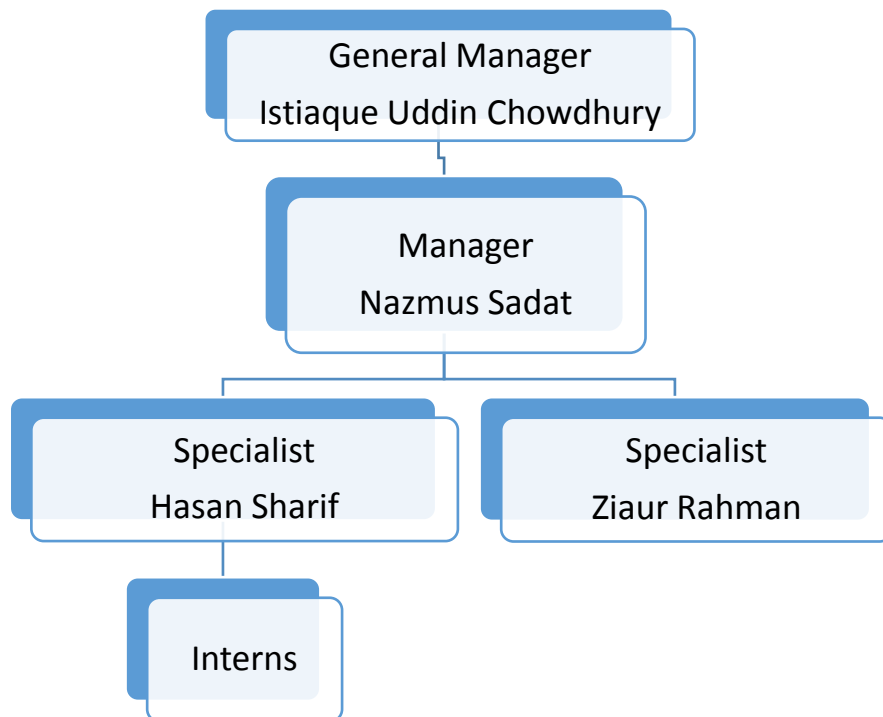 General Manager
Istiaque Uddin Chowdhury
Manager
Nazmus Sadat
Specialist
Hasan Sharif
Specialist
Ziaur Rahman
Interns